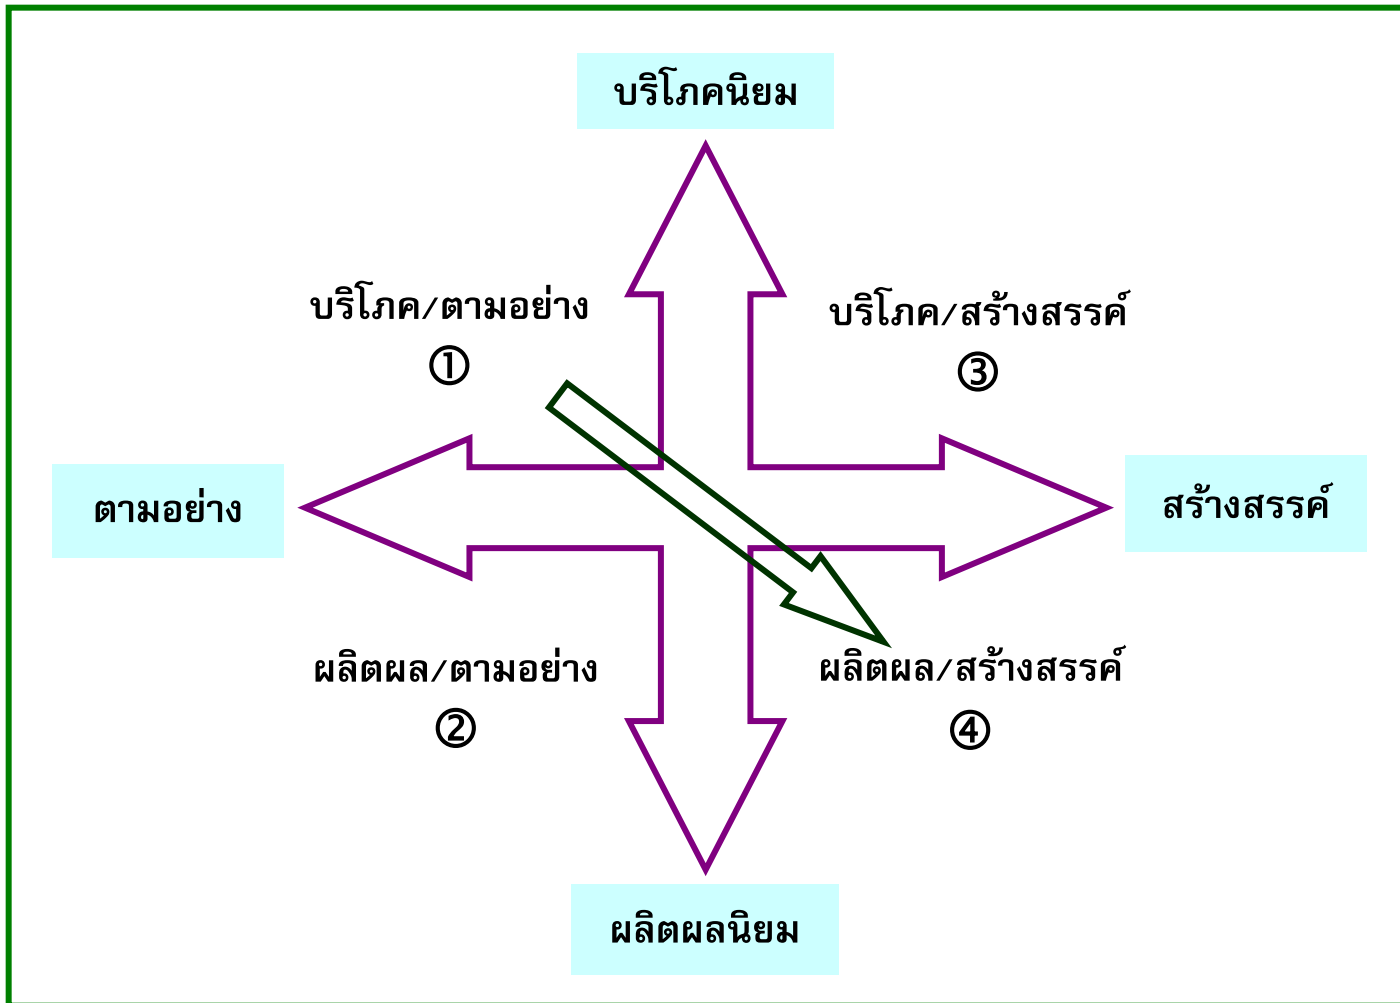 บริโภคนิยม
บริโภค/ตามอย่าง
①
บริโภค/สร้างสรรค์
③
ตามอย่าง
สร้างสรรค์
ผลิตผล/ตามอย่าง
②
ผลิตผล/สร้างสรรค์
④
ผลิตผลนิยม